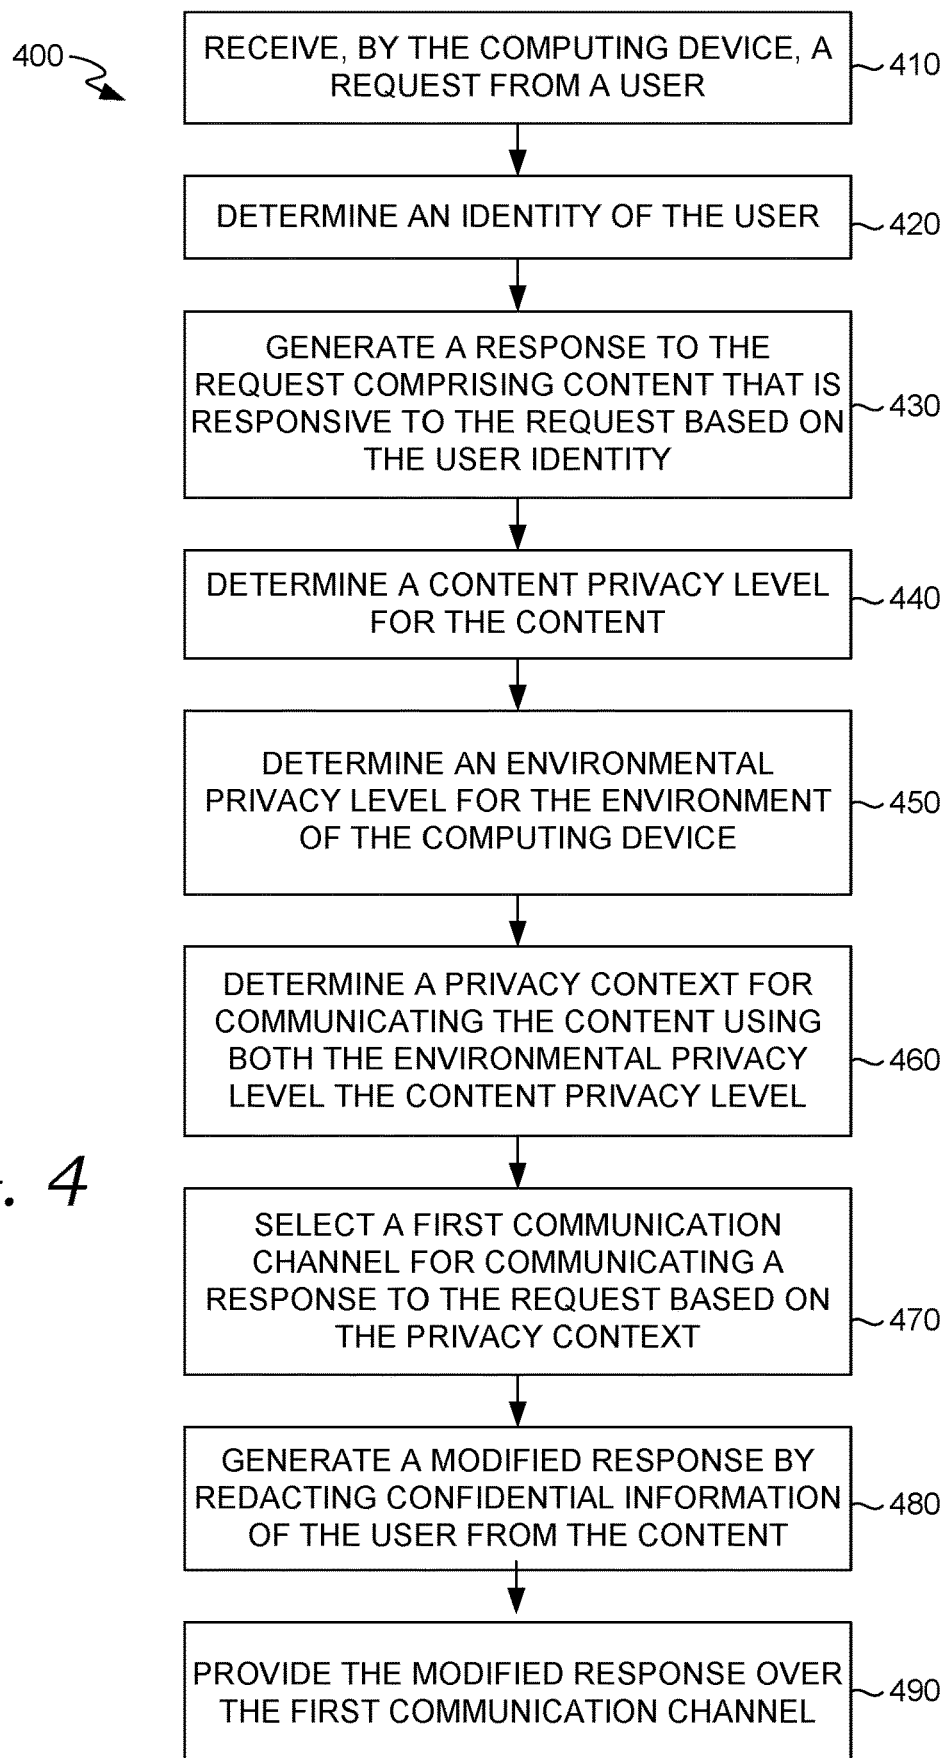 400
RECEIVE, BY THE COMPUTING DEVICE, A
REQUEST FROM A USER
410
DETERMINE AN IDENTITY OF THE USER
420
GENERATE A RESPONSE TO THE
REQUEST COMPRISING CONTENT THAT IS
RESPONSIVE TO THE REQUEST BASED ON
THE USER IDENTITY
430
DETERMINE A CONTENT PRIVACY LEVEL
FOR THE CONTENT
440
DETERMINE AN ENVIRONMENTAL
PRIVACY LEVEL FOR THE ENVIRONMENT
OF THE COMPUTING DEVICE
450
DETERMINE A PRIVACY CONTEXT FOR
COMMUNICATING THE CONTENT USING
BOTH THE ENVIRONMENTAL PRIVACY
LEVEL THE CONTENT PRIVACY LEVEL
460
. 4
SELECT A FIRST COMMUNICATION
CHANNEL FOR COMMUNICATING A
RESPONSE TO THE REQUEST BASED ON
THE PRIVACY CONTEXT
470
GENERATE A MODIFIED RESPONSE BY
REDACTING CONFIDENTIAL INFORMATION
OF THE USER FROM THE CONTENT
480
PROVIDE THE MODIFIED RESPONSE OVER
THE FIRST COMMUNICATION CHANNEL
490